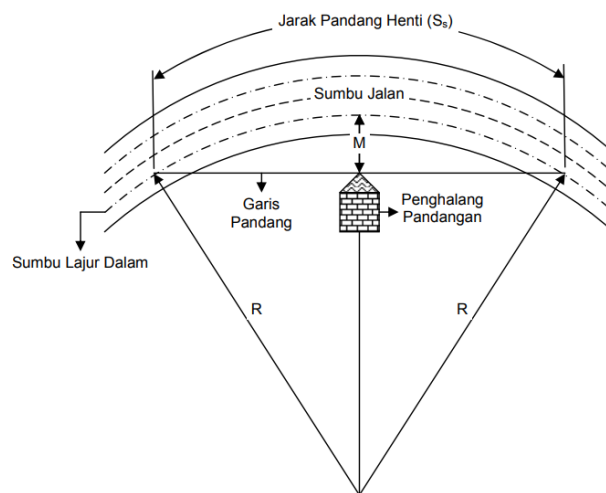 Jarak Pandang Henti (Sₛ)
Sumbu Jalan
M
Garis
Pandang
Penghalang
Pandangan
Sumbu Lajur Dalam
R
R